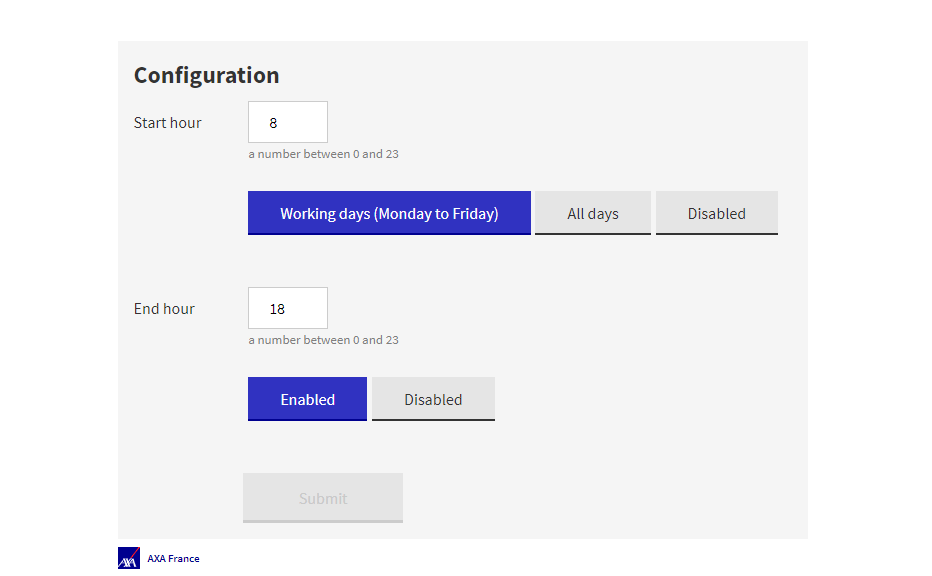 Configuration
Start hour
8
a number between 0 and 23
Working days (Monday to Friday)
All days
Disabled
End hour
18
a number between 0 and 23
Enabled
Disabled
Submit
AXA
AXA France